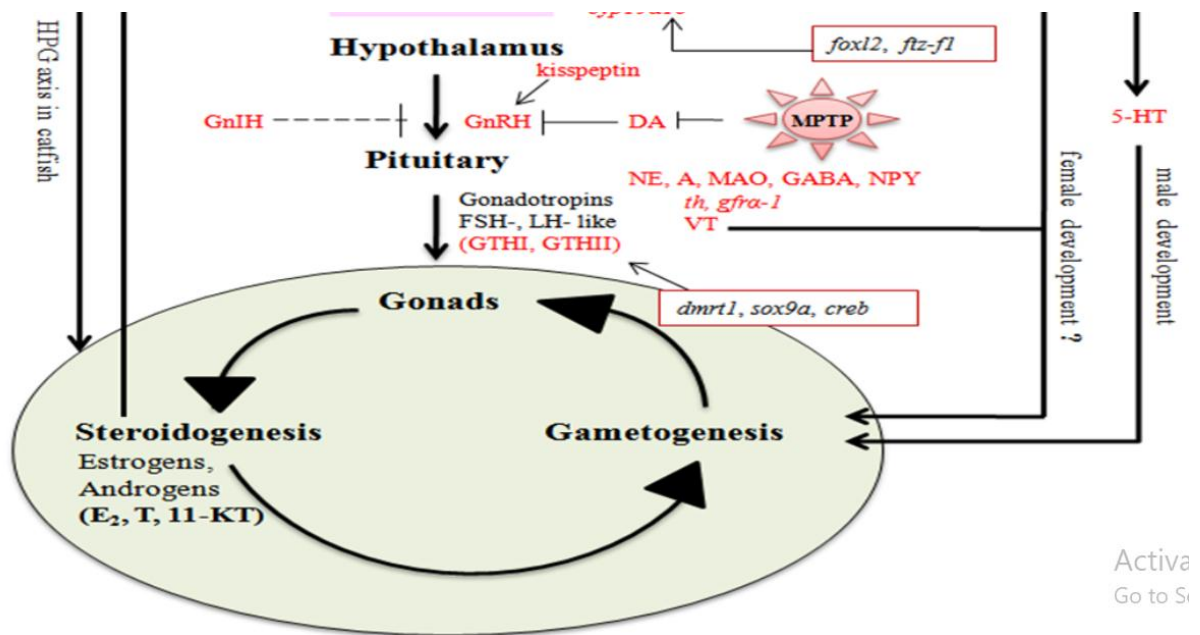 HPG axis in catfish
Hypothalamus
foxl2, ftz-f1
kisspeptin
GnIH
GnRH
DA
MPTP
5-HT
Pituitary
NE, A, MAO, GABA, NPY
th, gfrα-1
VT
Gonadotropins
FSH-, LH- like
(GTHI, GTHII)
female development ?
male development
Gonads
dmrt1, sox9a, creb
Steroidogenesis
Estrogens,
Androgens
(E₂, T, 11-KT)
Gametogenesis
Activa
Go to Se